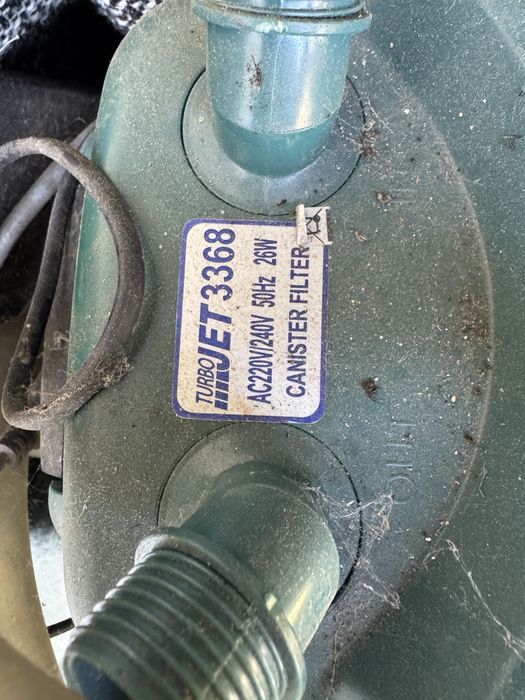 TURBO JET 3368
AC220V/240V 50Hz 26W
CANISTER FILTER